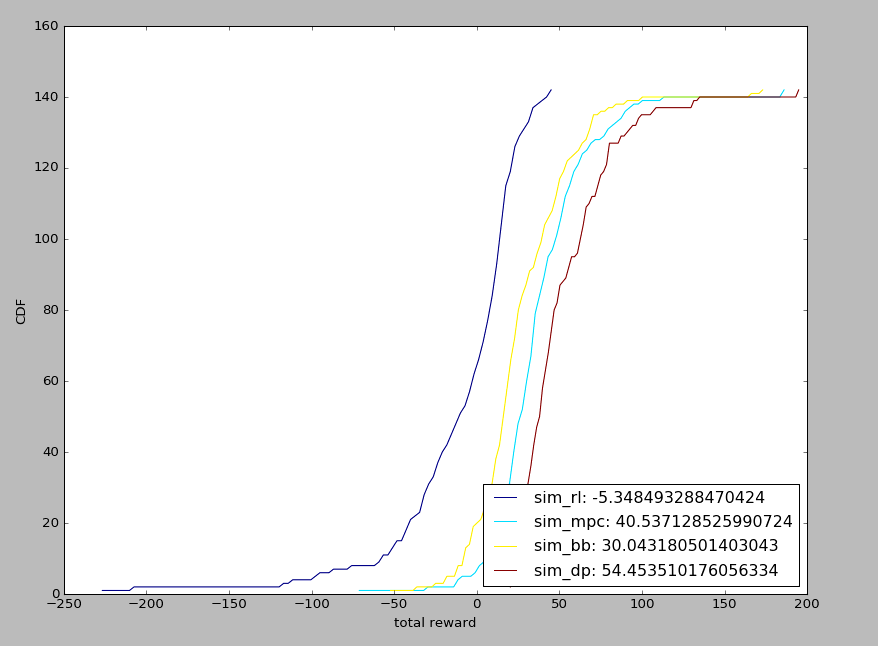 160
140
120
100
80
60
40
20
0
CDF
−250 −200 −150 −100 −50 0 50 100 150 200
total reward
sim_rl: -5.348493288470424
sim_mpc: 40.537128525990724
sim_bb: 30.043180501403043
sim_dp: 54.453510176056334